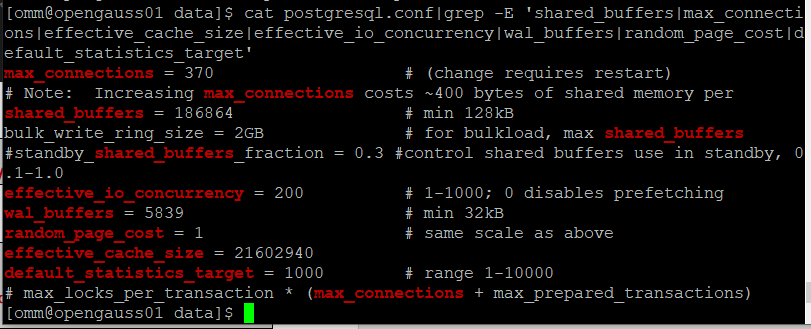 [omm@opengauss01 data]$ cat postgresql.conf|grep -E 'shared_buffers|max_connecti
ons|effective_cache_size|effective_io_concurrency|wal_buffers|random_page_cost|d
efault_statistics_target'
max_connections = 370                   # (change requires restart)
# Note:  Increasing max_connections costs ~400 bytes of shared memory per
shared_buffers = 186864                 # min 128kB
bulk_write_ring_size = 2GB              # for bulkload, max shared_buffers
#standby_shared_buffers_fraction = 0.3 #control shared buffers use in standby, 0
.1-1.0
effective_io_concurrency = 200          # 1-1000; 0 disables prefetching
wal_buffers = 5839                      # min 32kB
random_page_cost = 1                    # same scale as above
effective_cache_size = 21602940
default_statistics_target = 1000        # range 1-10000
# max_locks_per_transaction * (max_connections + max_prepared_transactions)
[omm@opengauss01 data]$